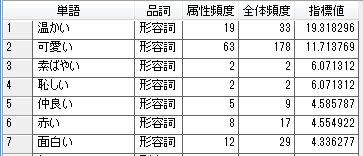 単語 品詞 属性頻度 全体頻度 指標値
1 温かい 形容詞 19 33 19.318296
2 可愛い 形容詞 63 178 11.713769
3 素ばやい 形容詞 2 2 6.071312
4 恥しい 形容詞 2 2 6.071312
5 仲良い 形容詞 5 9 4.585787
6 赤い 形容詞 8 17 4.554922
7 面白い 形容詞 12 29 4.336277